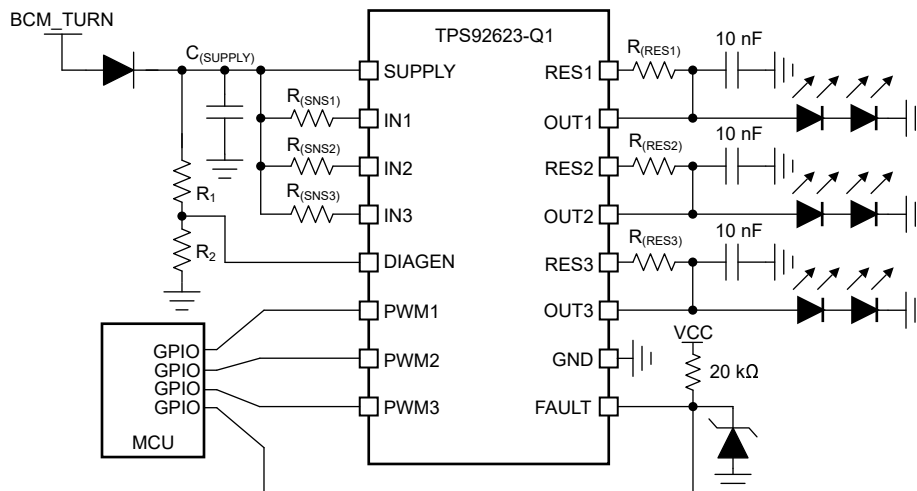 BCM_TURN
C(SUPPLY)
TPS92623-Q1
SUPPLY
R(SNS1)
IN1
R(SNS2)
IN2
R(SNS3)
IN3
R1
R2
DIAGEN
PWM1
PWM2
PWM3
GPIO
GPIO
GPIO
GPIO
MCU
RES1
R(RES1)
10 nF
OUT1
RES2
R(RES2)
10 nF
OUT2
RES3
R(RES3)
10 nF
OUT3
GND
VCC
20 kΩ
FAULT